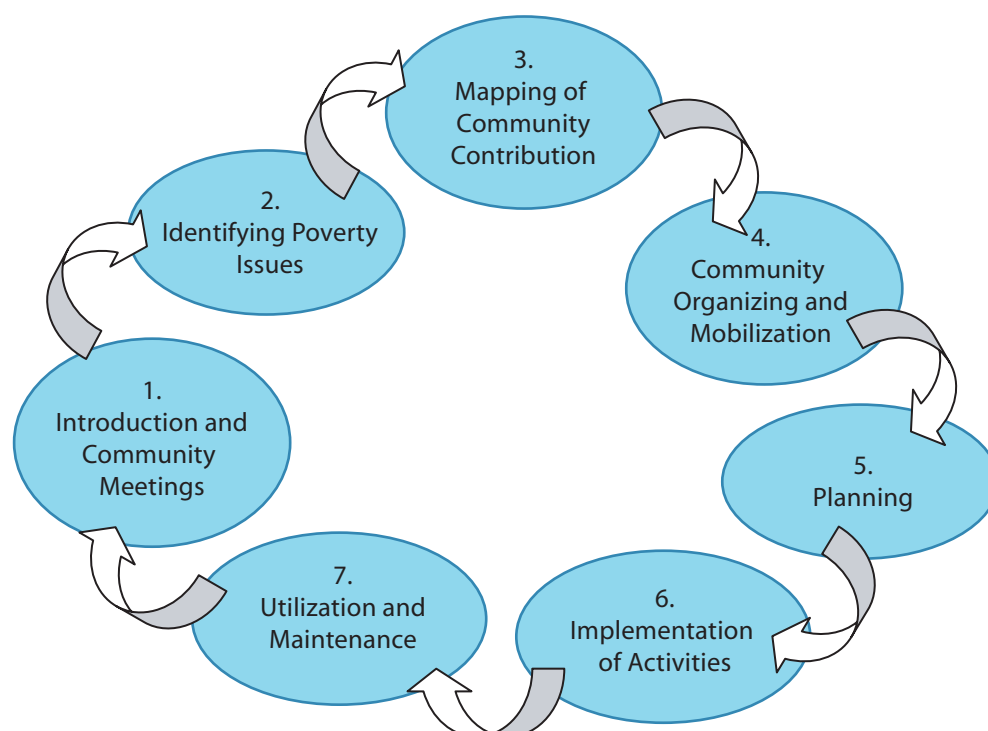 1.
Introduction and
Community
Meetings
2.
Identifying Poverty
Issues
3.
Mapping of
Community
Contribution
4.
Community
Organizing and
Mobilization
5.
Planning
6.
Implementation
of Activities
7.
Utilization and
Maintenance